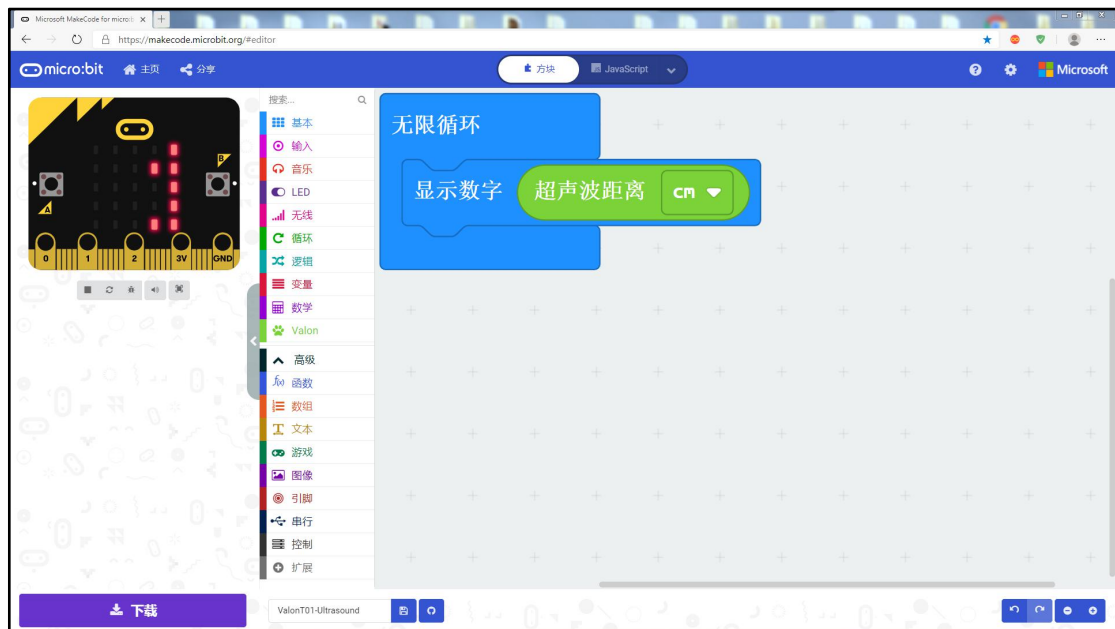 Microsoft MakeCode for micro:b
https://makecode.microbit.org/#editor
micro:bit 主页 分享 方块 JavaScript Microsoft
搜索...
基本
输入
音乐
LED
无线
循环
逻辑
变量
数学
Valon
高级
f(x) 函数
数组
文本
游戏
图像
引脚
串行
控制
扩展
无限循环
显示数字 超声波距离 cm
A
B
0 1 2 3V GND
下载
ValonT01-Ultrasound